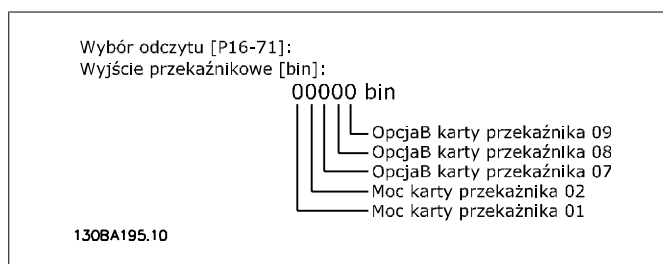 Wybór odczytu [P16-71]:
Wyjście przekaźnikowe [bin]:
00000 bin
OpcjaB karty przekaźnika 09
OpcjaB karty przekaźnika 08
OpcjaB karty przekaźnika 07
Moc karty przekaźnika 02
Moc karty przekaźnika 01
130BA195.10